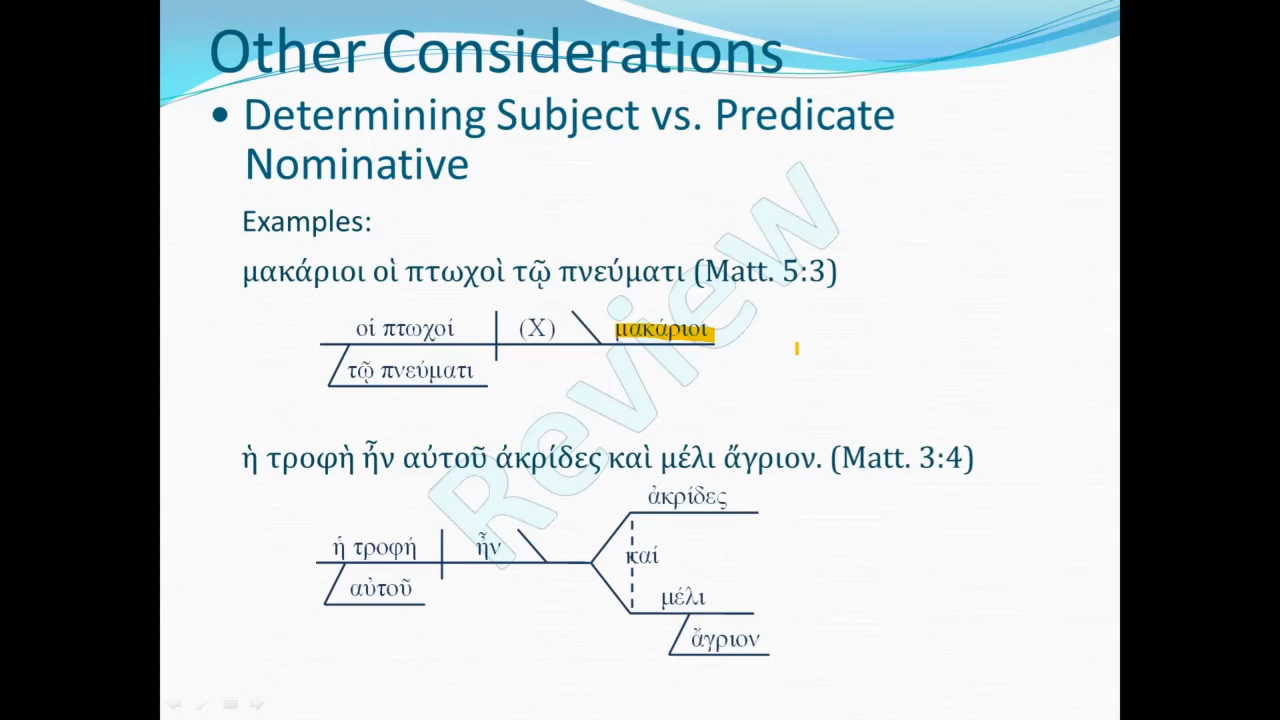 Other Considerations
• Determining Subject vs. Predicate
Nominative
Examples:
μακάριοι οἱ πτωχοὶ τῷ πνεύματι (Matt. 5:3)
οἱ πτωχοί (X) μακάριοι
τῷ πνεύματι
ἡ τροφὴ ἦν αὐτοῦ ἀκρίδες καὶ μέλι ἄγριον. (Matt. 3:4)
ἀκρίδες
ἡ τροφή ἦν καί
αὐτοῦ μέλι
ἄγριον
Review